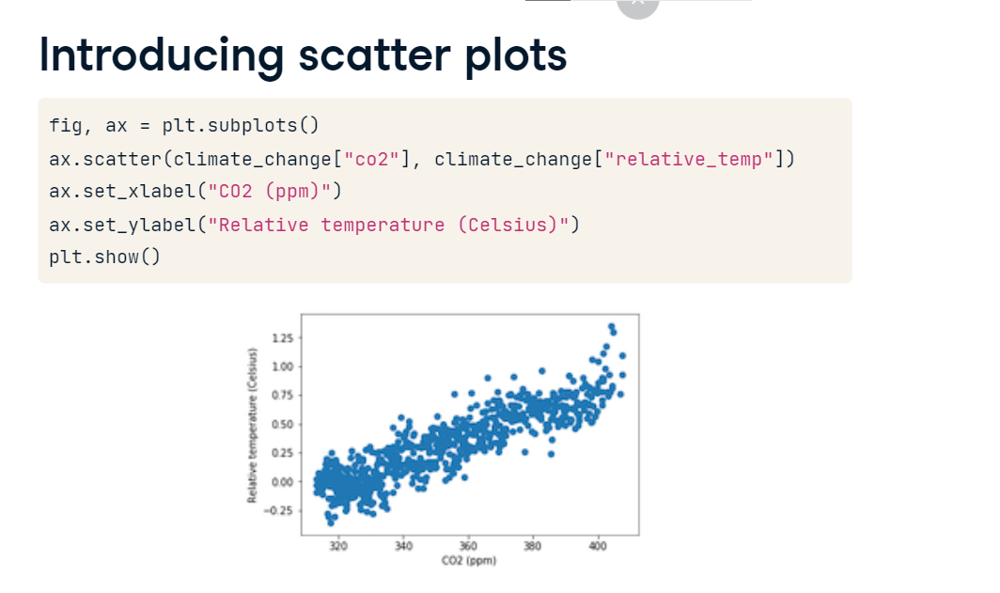 Introducing scatter plots
fig, ax = plt.subplots()
ax.scatter(climate_change["co2"], climate_change["relative_temp"])
ax.set_xlabel("CO2 (ppm)")
ax.set_ylabel("Relative temperature (Celsius)")
plt.show()
Relative temperature (Celsius)
1.25
1.00
0.75
0.50
0.25
0.00
−0.25
320 340 360 380 400
CO2 (ppm)